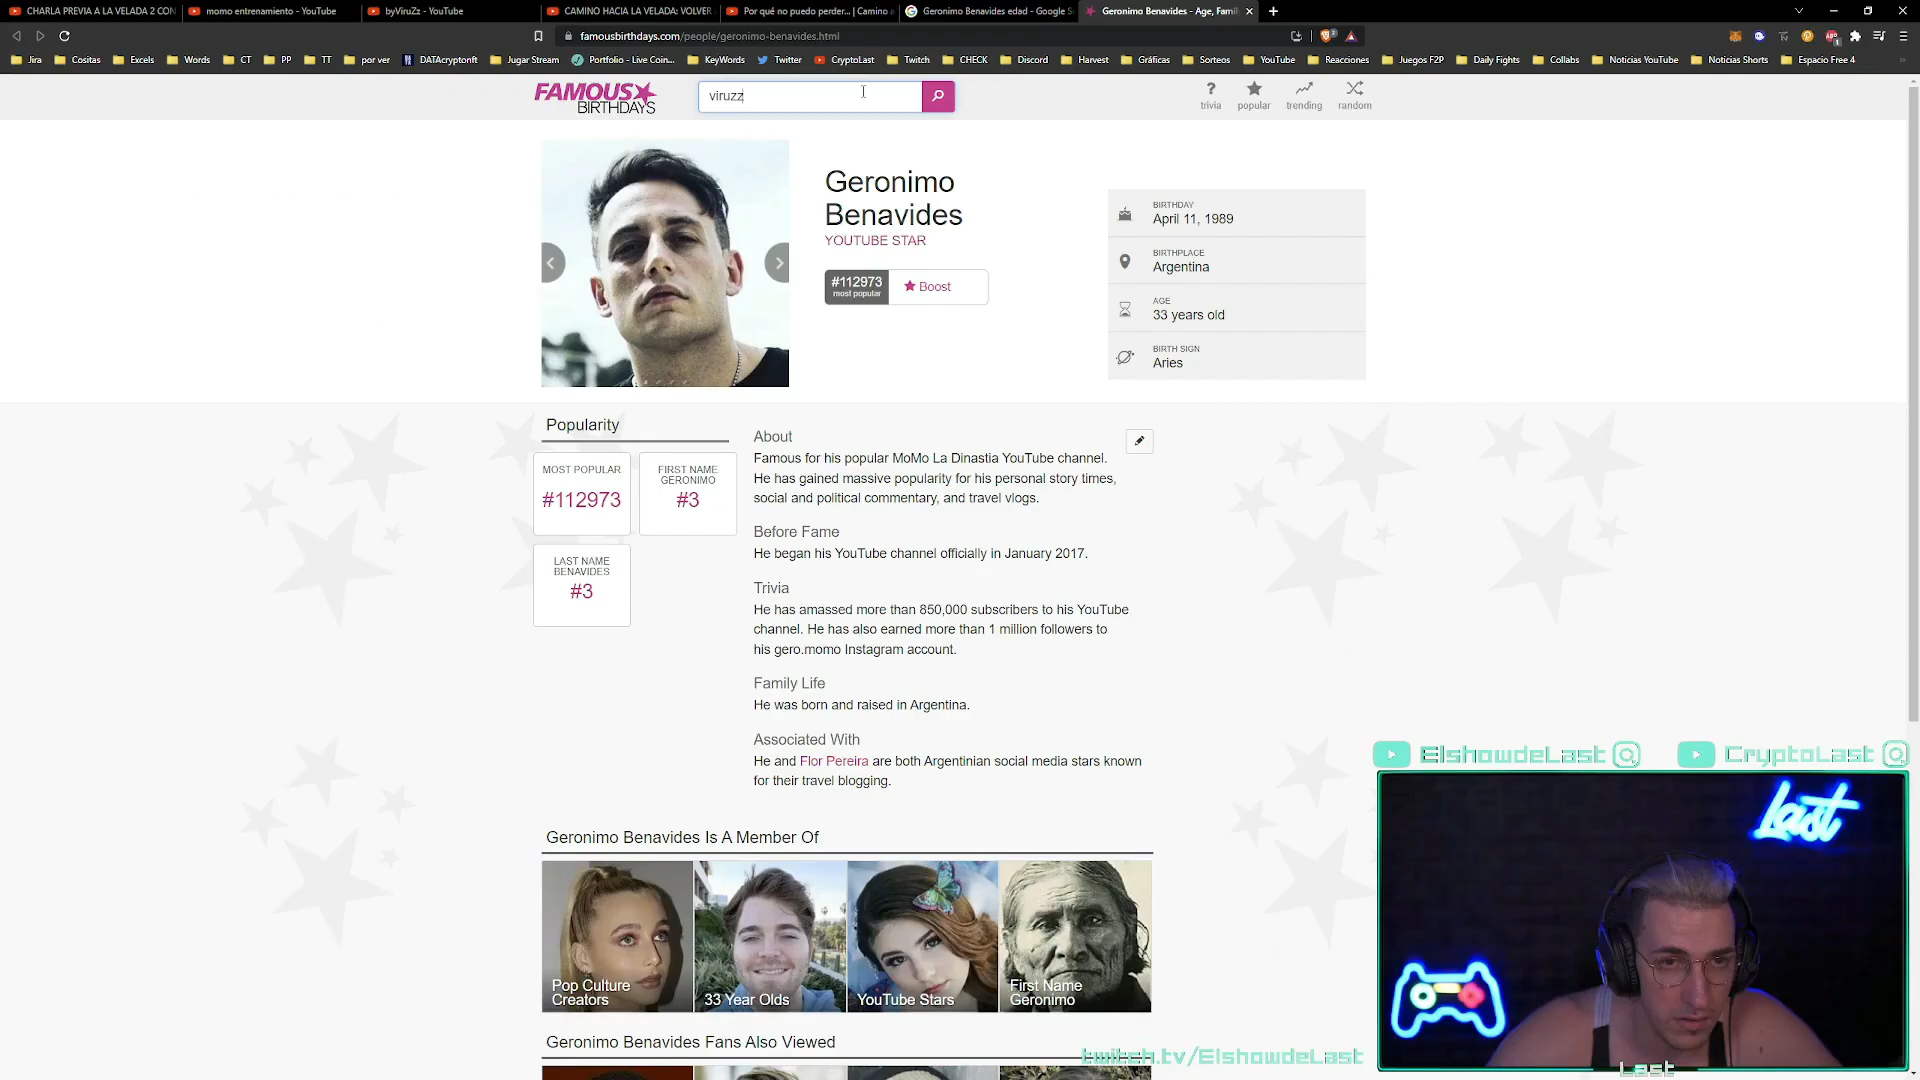 CHARLA PREVIA A LA VELADA 2 CON
momo entrenamiento - YouTube
byViruZz - YouTube
CAMINO HACIA LA VELADA: VOLVER
Por qué no puedo perder... | Camino a
Geronimo Benavides edad - Google S
Geronimo Benavides - Age, Fami
famousbirthdays.com/people/geronimo-benavides.html
Jira
Cositas
Excels
Words
CT
PP
TT
por ver
DATAcryptonft
Jugar Stream
Portfolio - Live Coin...
KeyWords
Twitter
CryptoLast
Twitch
CHECK
Discord
Harvest
Gráficas
Sorteos
YouTube
Reacciones
Juegos F2P
Daily Fights
Collabs
Noticias YouTube
Noticias Shorts
Espacio Free 4
FAMOUS
BIRTHDAYS
viruzz
trivia
popular
trending
random
Geronimo
Benavides
YOUTUBE STAR
#112973
most popular
Boost
BIRTHDAY
April 11, 1989
BIRTHPLACE
Argentina
AGE
33 years old
BIRTH SIGN
Aries
Popularity
MOST POPULAR
#112973
FIRST NAME
GERONIMO
#3
LAST NAME
BENAVIDES
#3
About
Famous for his popular MoMo La Dinastia YouTube channel.
He has gained massive popularity for his personal story times,
social and political commentary, and travel vlogs.
Before Fame
He began his YouTube channel officially in January 2017.
Trivia
He has amassed more than 850,000 subscribers to his YouTube
channel. He has also earned more than 1 million followers to
his gero.momo Instagram account.
Family Life
He was born and raised in Argentina.
Associated With
He and Flor Pereira are both Argentinian social media stars known
for their travel blogging.
Geronimo Benavides Is A Member Of
Pop Culture
Creators
33 Year Olds
YouTube Stars
First Name
Geronimo
Geronimo Benavides Fans Also Viewed
ElshowdeLast
CryptoLast
Last
twitch.tv/ElshowdeLast
Last